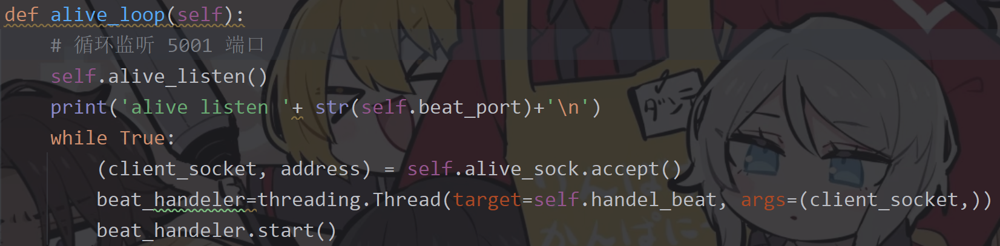 def alive_loop(self):
# 循环监听 5001 端口
self.alive_listen()
print('alive listen '+ str(self.beat_port)+'\n')
while True:
(client_socket, address) = self.alive_sock.accept()
beat_handeler=threading.Thread(target=self.handel_beat, args=(client_socket,))
beat_handeler.start()